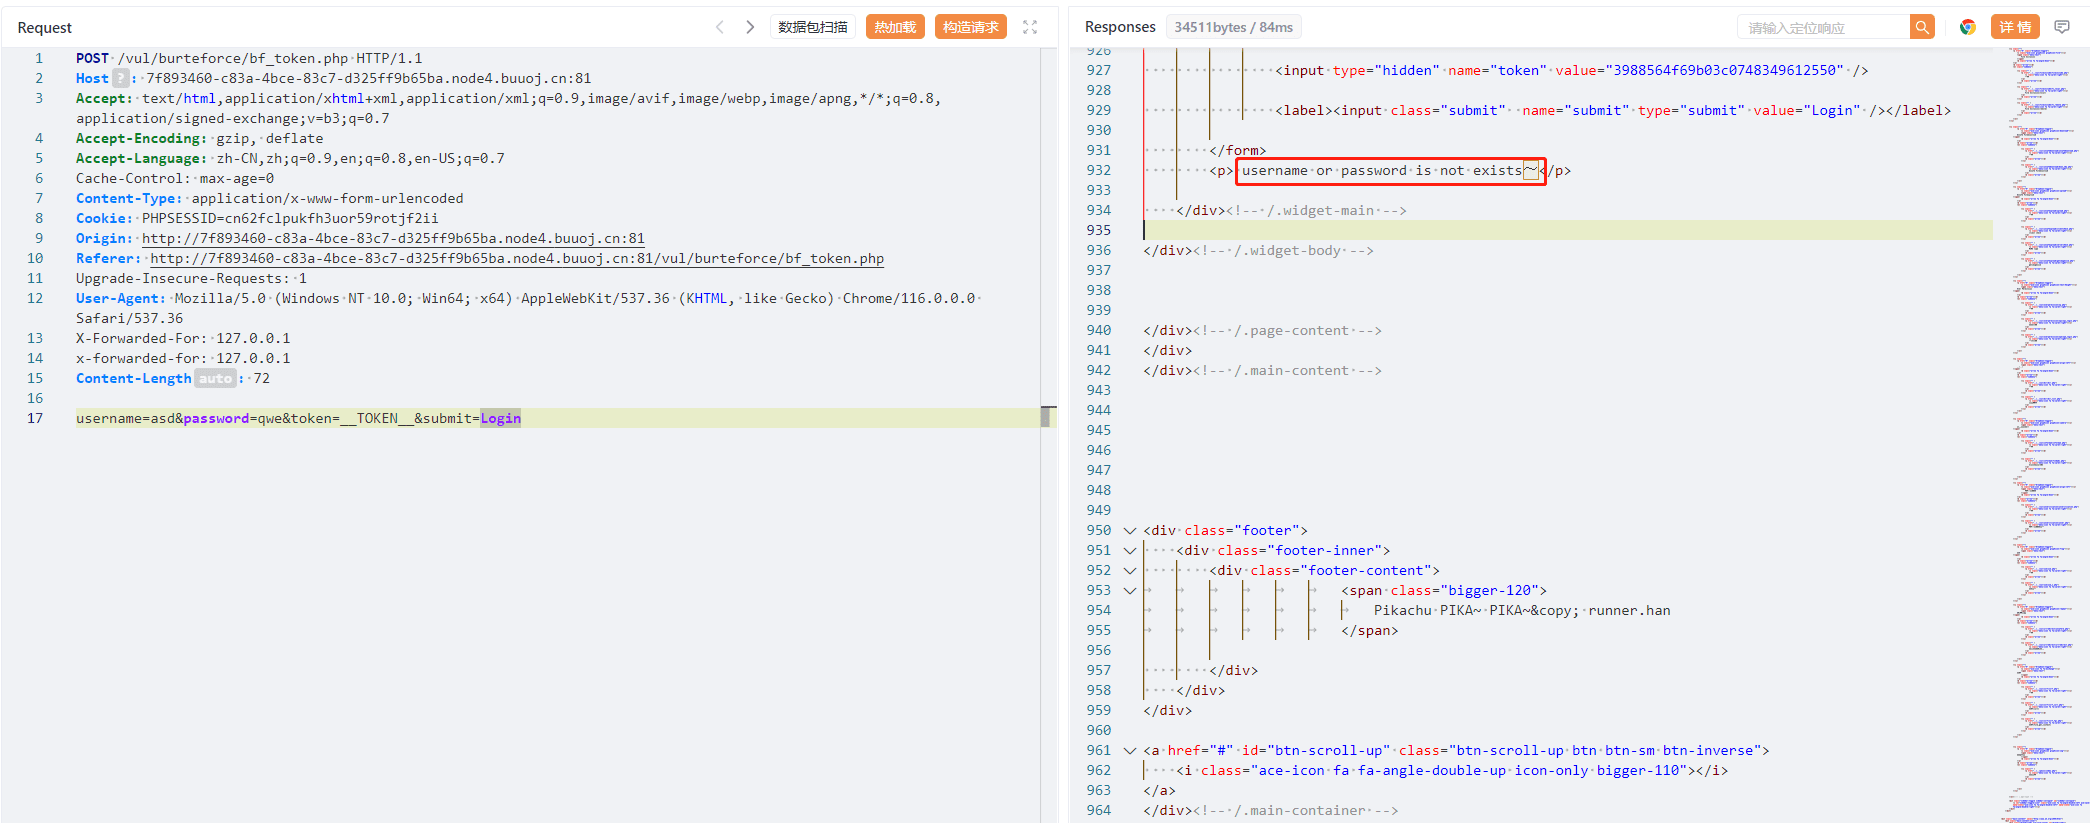 Request
数据包扫描
热加载
构造请求
1 POST /vul/burteforce/bf_token.php HTTP/1.1
2 Host ? : 7f893460-c83a-4bce-83c7-d325ff9b65ba.node4.buuoj.cn:81
3 Accept: text/html,application/xhtml+xml,application/xml;q=0.9,image/avif,image/webp,image/apng,*/*;q=0.8,
application/signed-exchange;v=b3;q=0.7
4 Accept-Encoding: gzip, deflate
5 Accept-Language: zh-CN,zh;q=0.9,en;q=0.8,en-US;q=0.7
6 Cache-Control: max-age=0
7 Content-Type: application/x-www-form-urlencoded
8 Cookie: PHPSESSID=cn62fclpukfh3uor59rotjf2ii
9 Origin: http://7f893460-c83a-4bce-83c7-d325ff9b65ba.node4.buuoj.cn:81
10 Referer: http://7f893460-c83a-4bce-83c7-d325ff9b65ba.node4.buuoj.cn:81/vul/burteforce/bf_token.php
11 Upgrade-Insecure-Requests: 1
12 User-Agent: Mozilla/5.0 (Windows NT 10.0; Win64; x64) AppleWebKit/537.36 (KHTML, like Gecko) Chrome/116.0.0.0
Safari/537.36
13 X-Forwarded-For: 127.0.0.1
14 x-forwarded-for: 127.0.0.1
15 Content-Length auto : 72
16
17 username=asd&password=qwe&token=__TOKEN__&submit=Login
Responses 34511bytes / 84ms
请输入定位响应
详 情
926
927 <input type="hidden" name="token" value="3988564f69b03c0748349612550" />
928
929 <label><input class="submit"  name="submit" type="submit" value="Login" /></label>
930
931 </form>
932 <p> username or password is not exists～</p>
933
934 </div><!-- /.widget-main -->
935
936 </div><!-- /.widget-body -->
937
938
939
940 </div><!-- /.page-content -->
941 </div>
942 </div><!-- /.main-content -->
943
944
945
946
947
948
949
950 <div class="footer">
951 <div class="footer-inner">
952 <div class="footer-content">
953 <span class="bigger-120">
954 Pikachu PIKA~ PIKA~&copy; runner.han
955 </span>
956
957 </div>
958 </div>
959 </div>
960
961 <a href="#" id="btn-scroll-up" class="btn-scroll-up btn btn-sm btn-inverse">
962 <i class="ace-icon fa fa-angle-double-up icon-only bigger-110"></i>
963 </a>
964 </div><!-- /.main-container -->